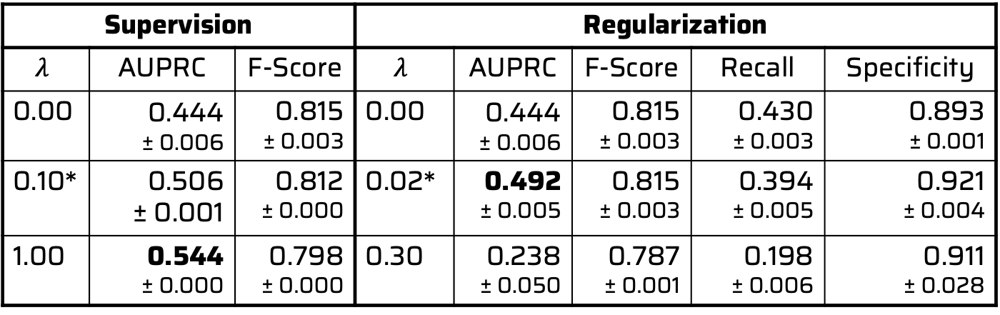 Supervision Regularization
λ AUPRC F-Score λ AUPRC F-Score Recall Specificity
0.00 0.444 0.815 0.00 0.444 0.815 0.430 0.893
± 0.006 ± 0.003 ± 0.006 ± 0.003 ± 0.003 ± 0.001
0.10* 0.506 0.812 0.02* 0.492 0.815 0.394 0.921
± 0.001 ± 0.000 ± 0.005 ± 0.003 ± 0.005 ± 0.004
1.00 0.544 0.798 0.30 0.238 0.787 0.198 0.911
± 0.000 ± 0.000 ± 0.050 ± 0.001 ± 0.006 ± 0.028